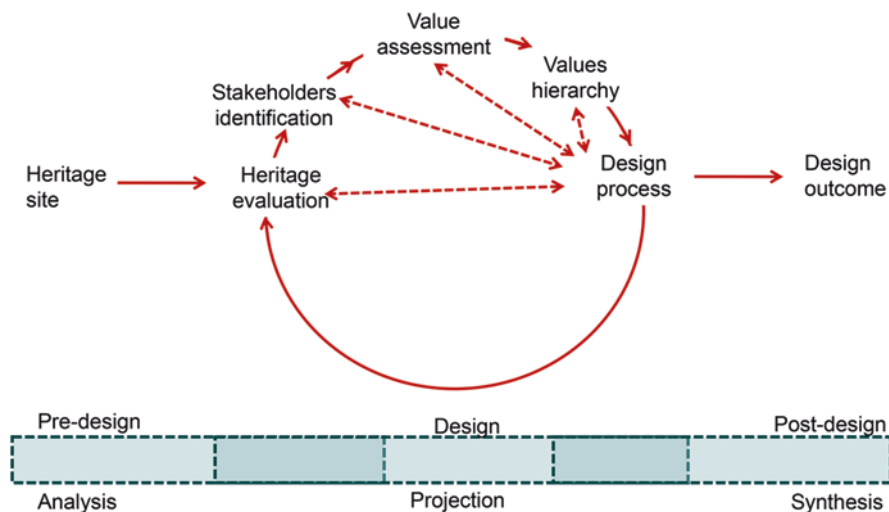 Value
assessment
Values
hierarchy
Stakeholders
identification
Heritage
site
Heritage
evaluation
Design
process
Design
outcome
Pre-design
Design
Post-design
Analysis
Projection
Synthesis